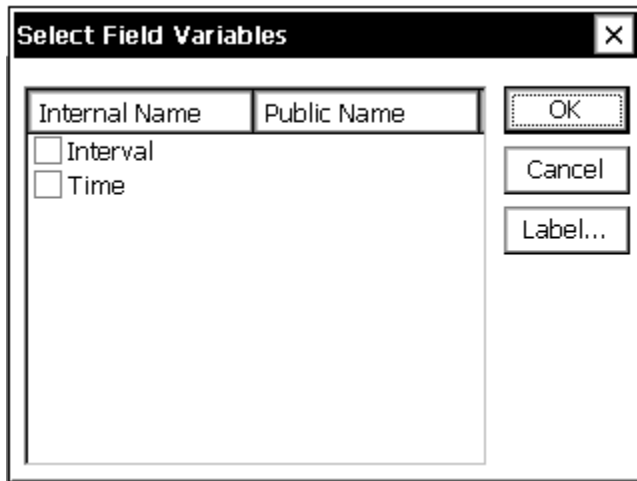 Select Field Variables
Internal Name Public Name
Interval
Time
OK
Cancel
Label...